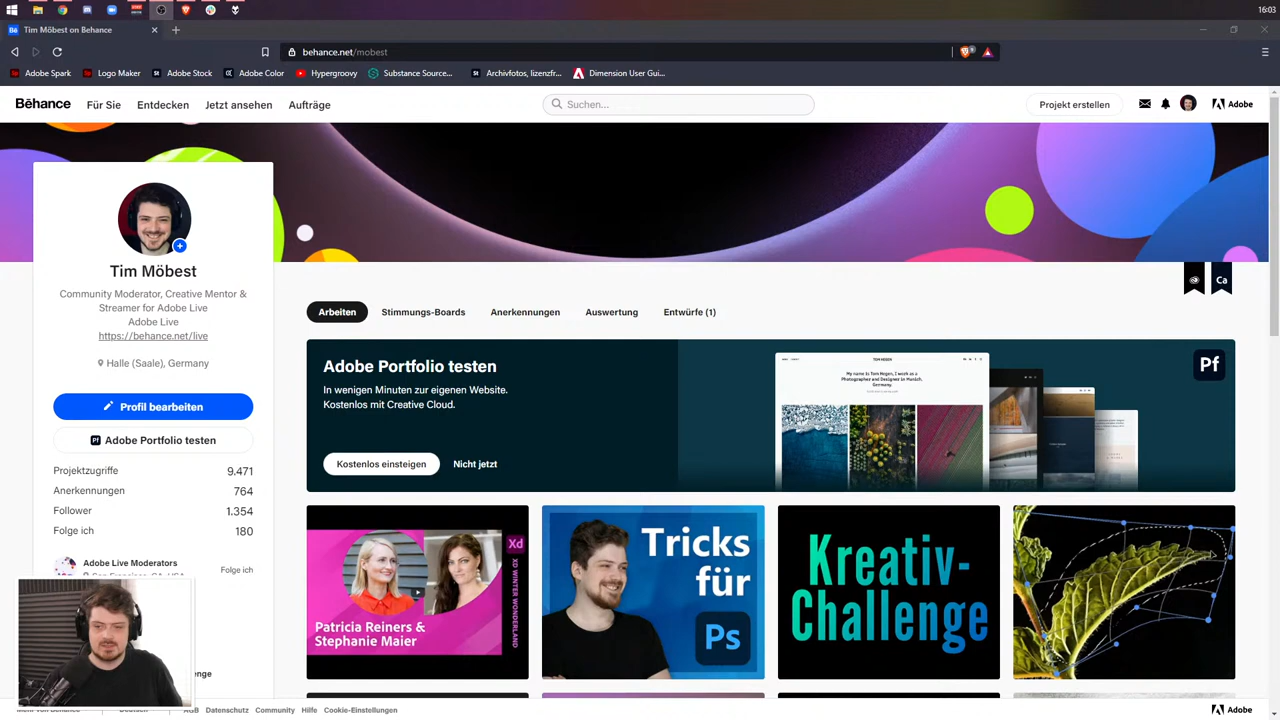 16:03
Tim Möbest on Behance
behance.net/mobest
Adobe Spark
Logo Maker
Adobe Stock
Adobe Color
Hypergroovy
Substance Source...
Archivfotos, lizenzfr...
Dimension User Gui...
Bēhance
Für Sie
Entdecken
Jetzt ansehen
Aufträge
Suchen...
Projekt erstellen
Adobe
Tim Möbest
Community Moderator, Creative Mentor &
Streamer for Adobe Live
Adobe Live
https://behance.net/live
Halle (Saale), Germany
Profil bearbeiten
Pf Adobe Portfolio testen
Projektzugriffe 9.471
Anerkennungen 764
Follower 1.354
Folge ich 180
Adobe Live Moderators
Folge ich
Ca
Arbeiten
Stimmungs-Boards
Anerkennungen
Auswertung
Entwürfe (1)
Adobe Portfolio testen
In wenigen Minuten zur eigenen Website.
Kostenlos mit Creative Cloud.
Kostenlos einsteigen
Nicht jetzt
Pf
Xd
XD WINTER WONDERLAND
Patricia Reiners &
Stephanie Maier
Tricks
für
Ps
Kreativ-
Challenge
AGB
Datenschutz
Community
Hilfe
Cookie-Einstellungen
Adobe